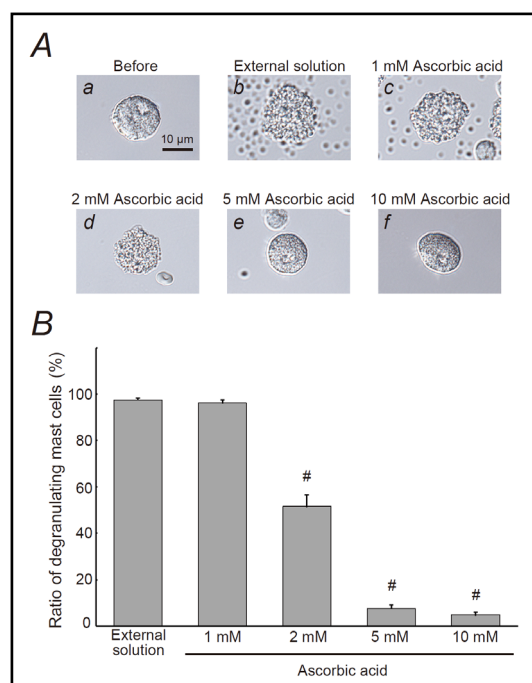 A
Before
External solution
1 mM Ascorbic acid
a
b
c
10 µm
2 mM Ascorbic acid
5 mM Ascorbic acid
10 mM Ascorbic acid
d
e
f
B
Ratio of degranulating mast cells (%)
100
80
60
40
20
0
#
#
#
External
solution
1 mM
2 mM
5 mM
10 mM
Ascorbic acid